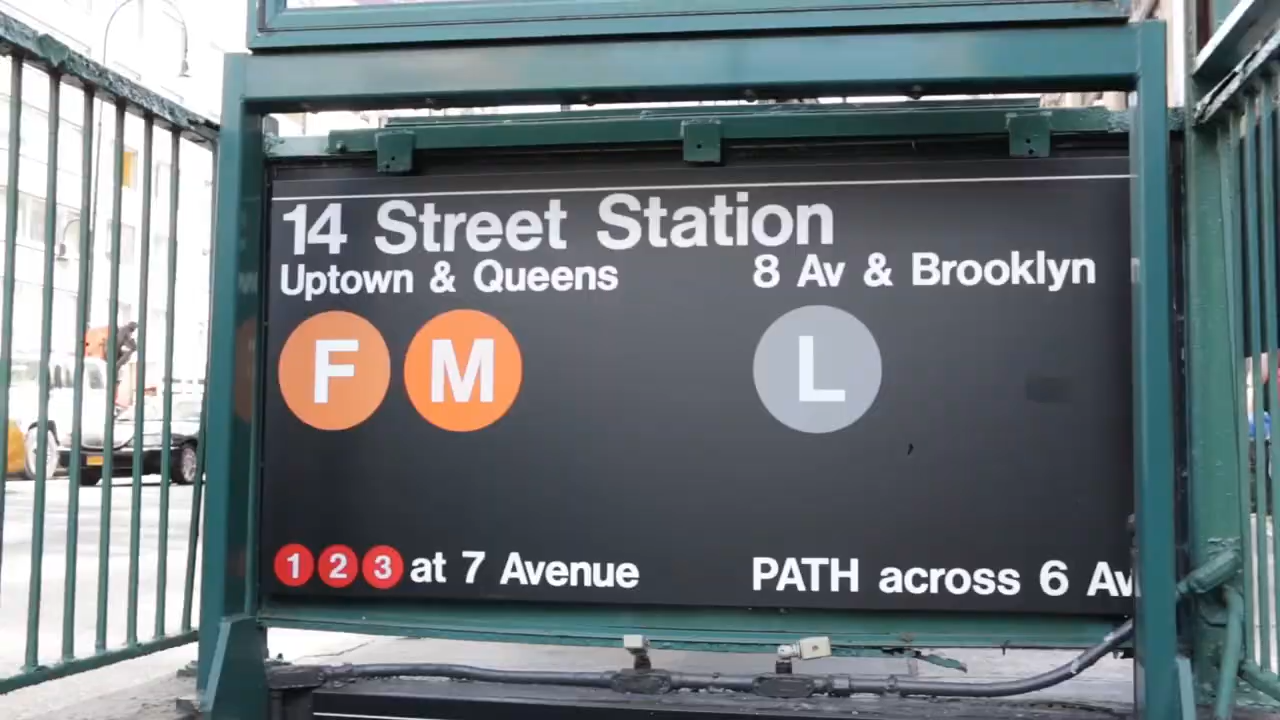 14 Street Station
Uptown & Queens
8 Av & Brooklyn
F M
L
1 2 3 at 7 Avenue
PATH across 6 Av